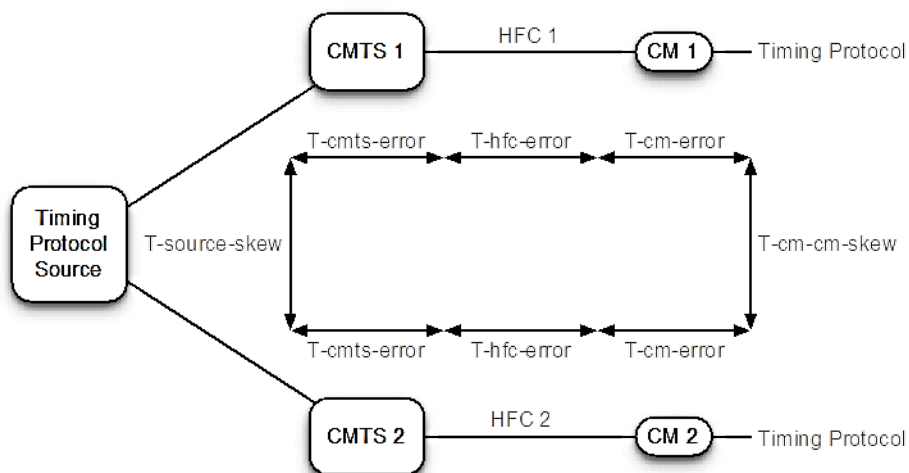 CMTS 1
HFC 1
CM 1
Timing Protocol
T-cmts-error
T-hfc-error
T-cm-error
Timing
Protocol
Source
T-source-skew
T-cm-cm-skew
T-cmts-error
T-hfc-error
T-cm-error
CMTS 2
HFC 2
CM 2
Timing Protocol